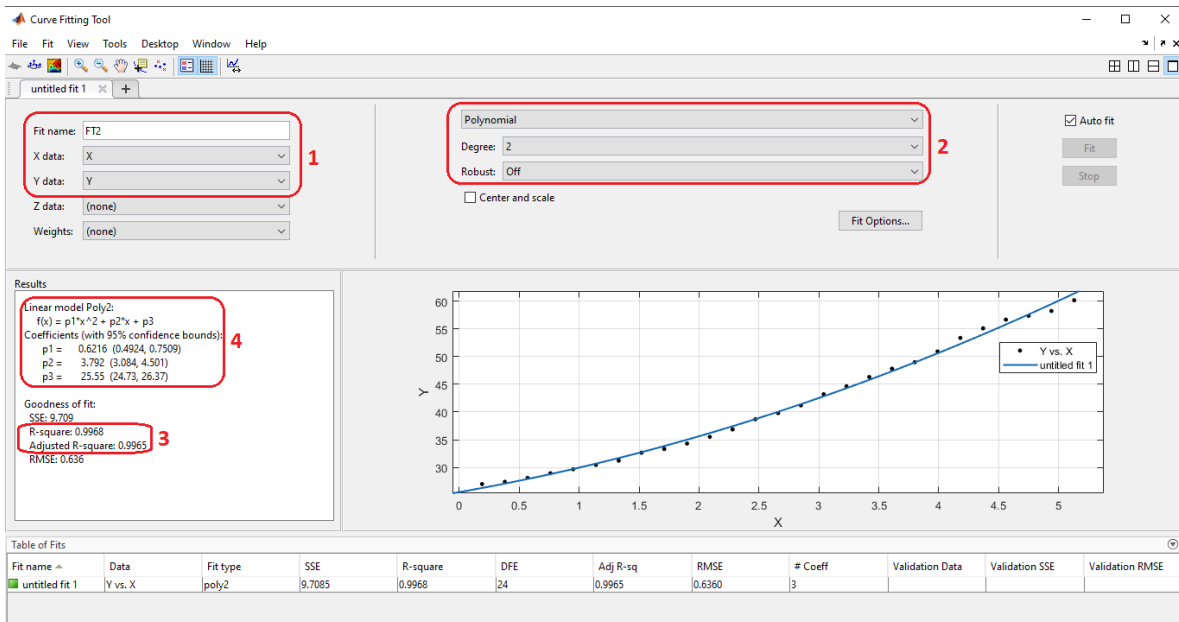 Curve Fitting Tool
File Fit View Tools Desktop Window Help
untitled fit 1
Fit name: FT2
X data: X
Y data: Y
Z data: (none)
Weights: (none)
1
Polynomial
Degree: 2
Robust: Off
2
Center and scale
Fit Options...
Auto fit
Fit
Stop
Results
Linear model Poly2:
f(x) = p1*x^2 + p2*x + p3
Coefficients (with 95% confidence bounds):
p1 = 0.6216 (0.4924, 0.7509)
p2 = 3.792 (3.084, 4.501)
p3 = 25.55 (24.73, 26.37)
4
Goodness of fit:
SSE: 9.709
R-square: 0.9968
Adjusted R-square: 0.9965
3
RMSE: 0.636
60
55
50
45
40
35
30
Y
0 0.5 1 1.5 2 2.5 3 3.5 4 4.5 5
X
Y vs. X
untitled fit 1
Table of Fits
Fit name Data Fit type SSE R-square DFE Adj R-sq RMSE # Coeff Validation Data Validation SSE Validation RMSE
untitled fit 1 Y vs. X poly2 9.7085 0.9968 24 0.9965 0.6360 3